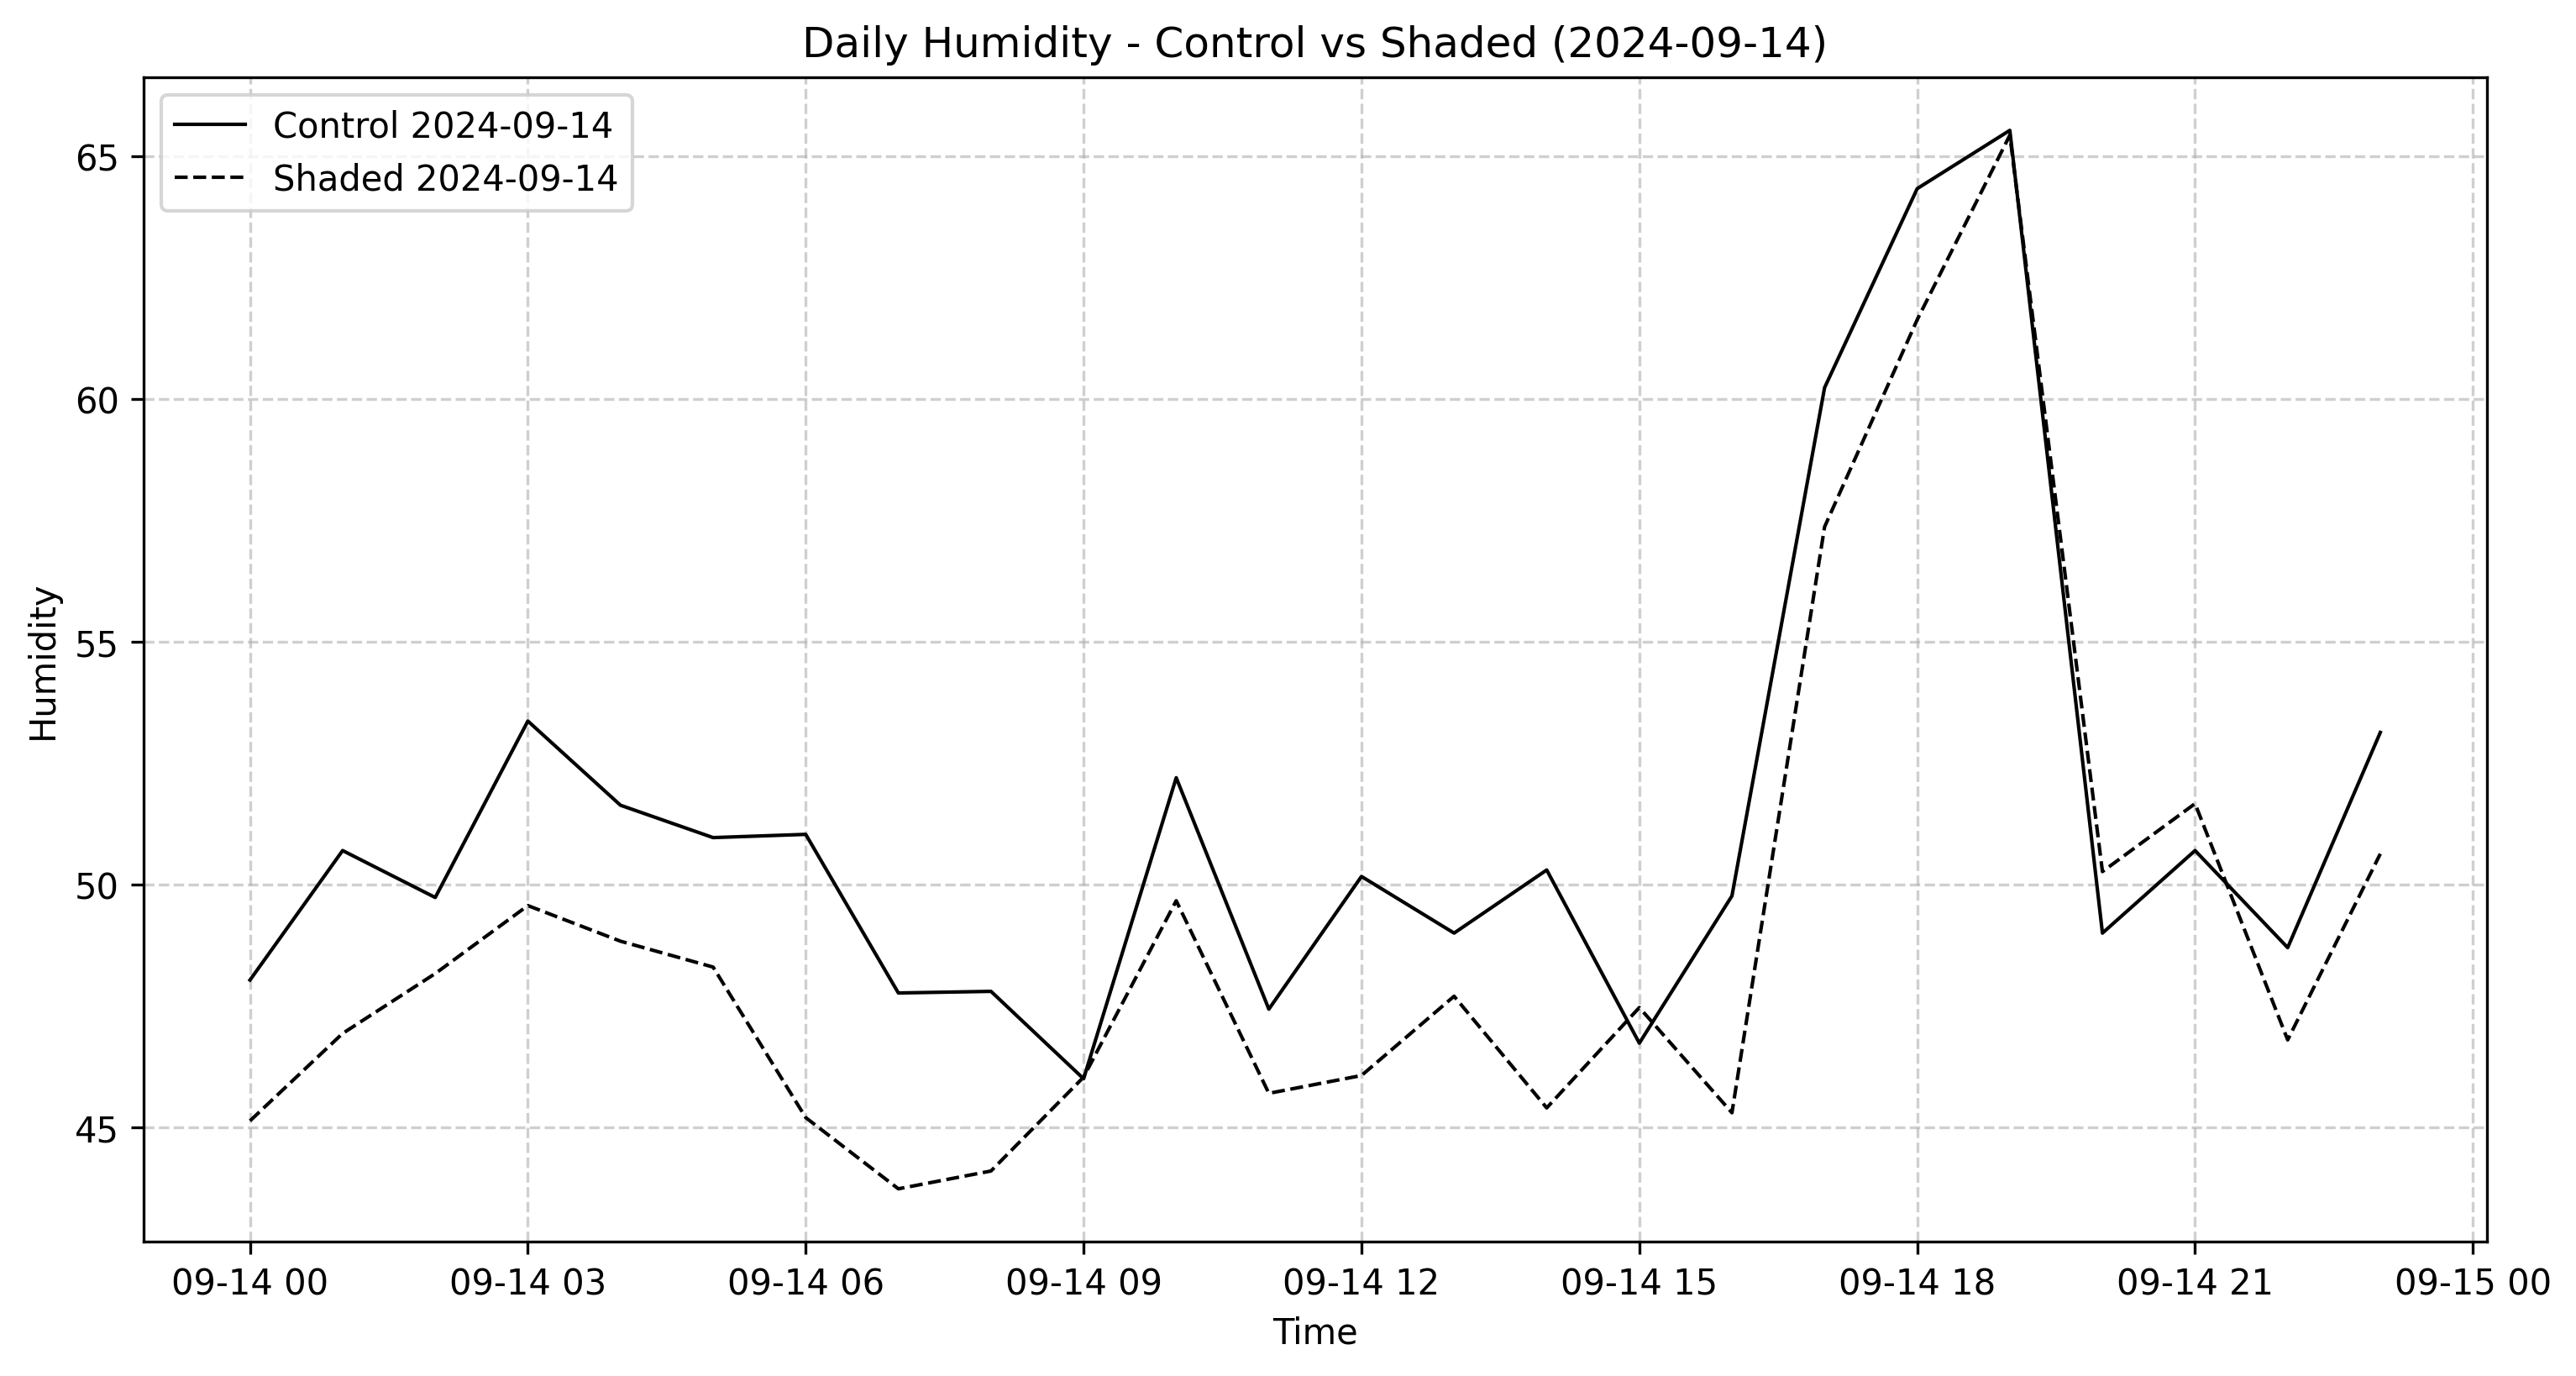 Daily Humidity - Control vs Shaded (2024-09-14)
Control 2024-09-14
Shaded 2024-09-14
Humidity
65
60
55
50
45
09-14 00
09-14 03
09-14 06
09-14 09
09-14 12
09-14 15
09-14 18
09-14 21
09-15 00
Time